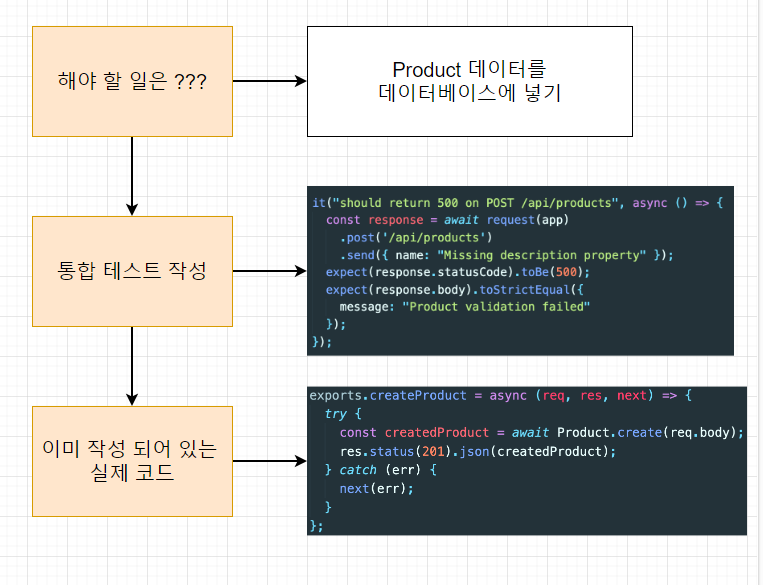 해야 할 일은 ???
Product 데이터를
데이터베이스에 넣기
통합 테스트 작성
it("should return 500 on POST /api/products", async () => {
const response = await request(app)
.post('/api/products')
.send({ name: "Missing description property" });
expect(response.statusCode).toBe(500);
expect(response.body).toStrictEqual({
message: "Product validation failed"
});
});
이미 작성 되어 있는
실제 코드
exports.createProduct = async (req, res, next) => {
try {
const createdProduct = await Product.create(req.body);
res.status(201).json(createdProduct);
} catch (err) {
next(err);
}
};